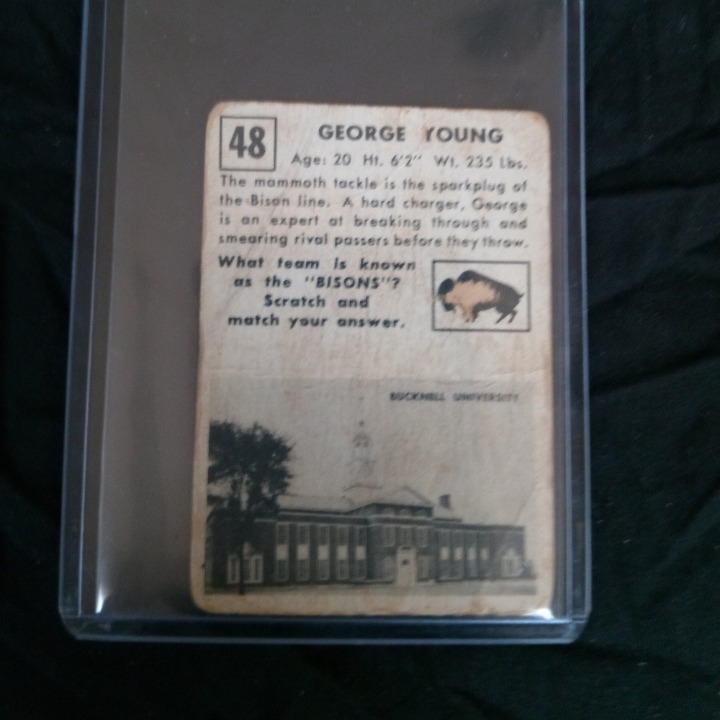 48
GEORGE YOUNG
Age: 20 Ht. 6'2" Wt. 235 Lbs.
The mammoth tackle is the sparkplug of
the Bison line. A hard charger, George
is an expert at breaking through and
smearing rival passers before they throw.
What team is known
as the "BISONS"?
Scratch and
match your answer.
BUCKNELL UNIVERSITY